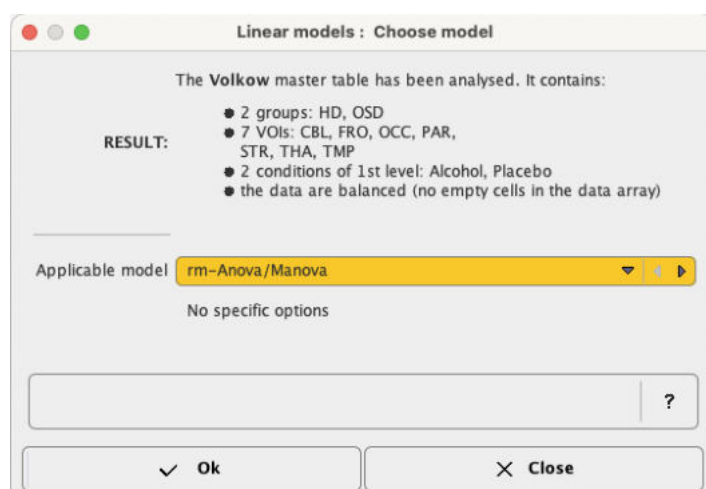 Linear models : Choose model
The Volkow master table has been analysed. It contains:
RESULT:
● 2 groups: HD, OSD
● 7 VOIs: CBL, FRO, OCC, PAR,
STR, THA, TMP
● 2 conditions of 1st level: Alcohol, Placebo
● the data are balanced (no empty cells in the data array)
Applicable model rm-Anova/Manova
No specific options
?
Ok Close